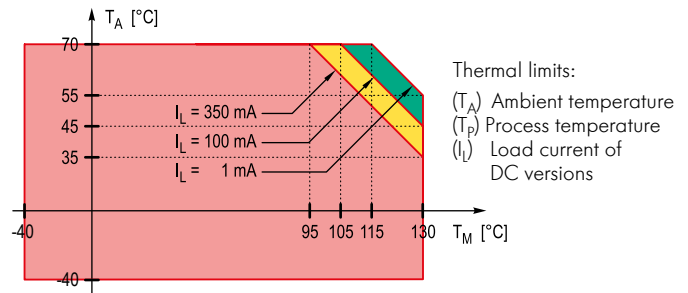 T_A [°C]
70
55
45
35
I_L = 350 mA
I_L = 100 mA
I_L = 1 mA
-40
95 105 115 130 T_M [°C]
-40
Thermal limits:
(T_A) Ambient temperature
(T_P) Process temperature
(I_L) Load current of
DC versions